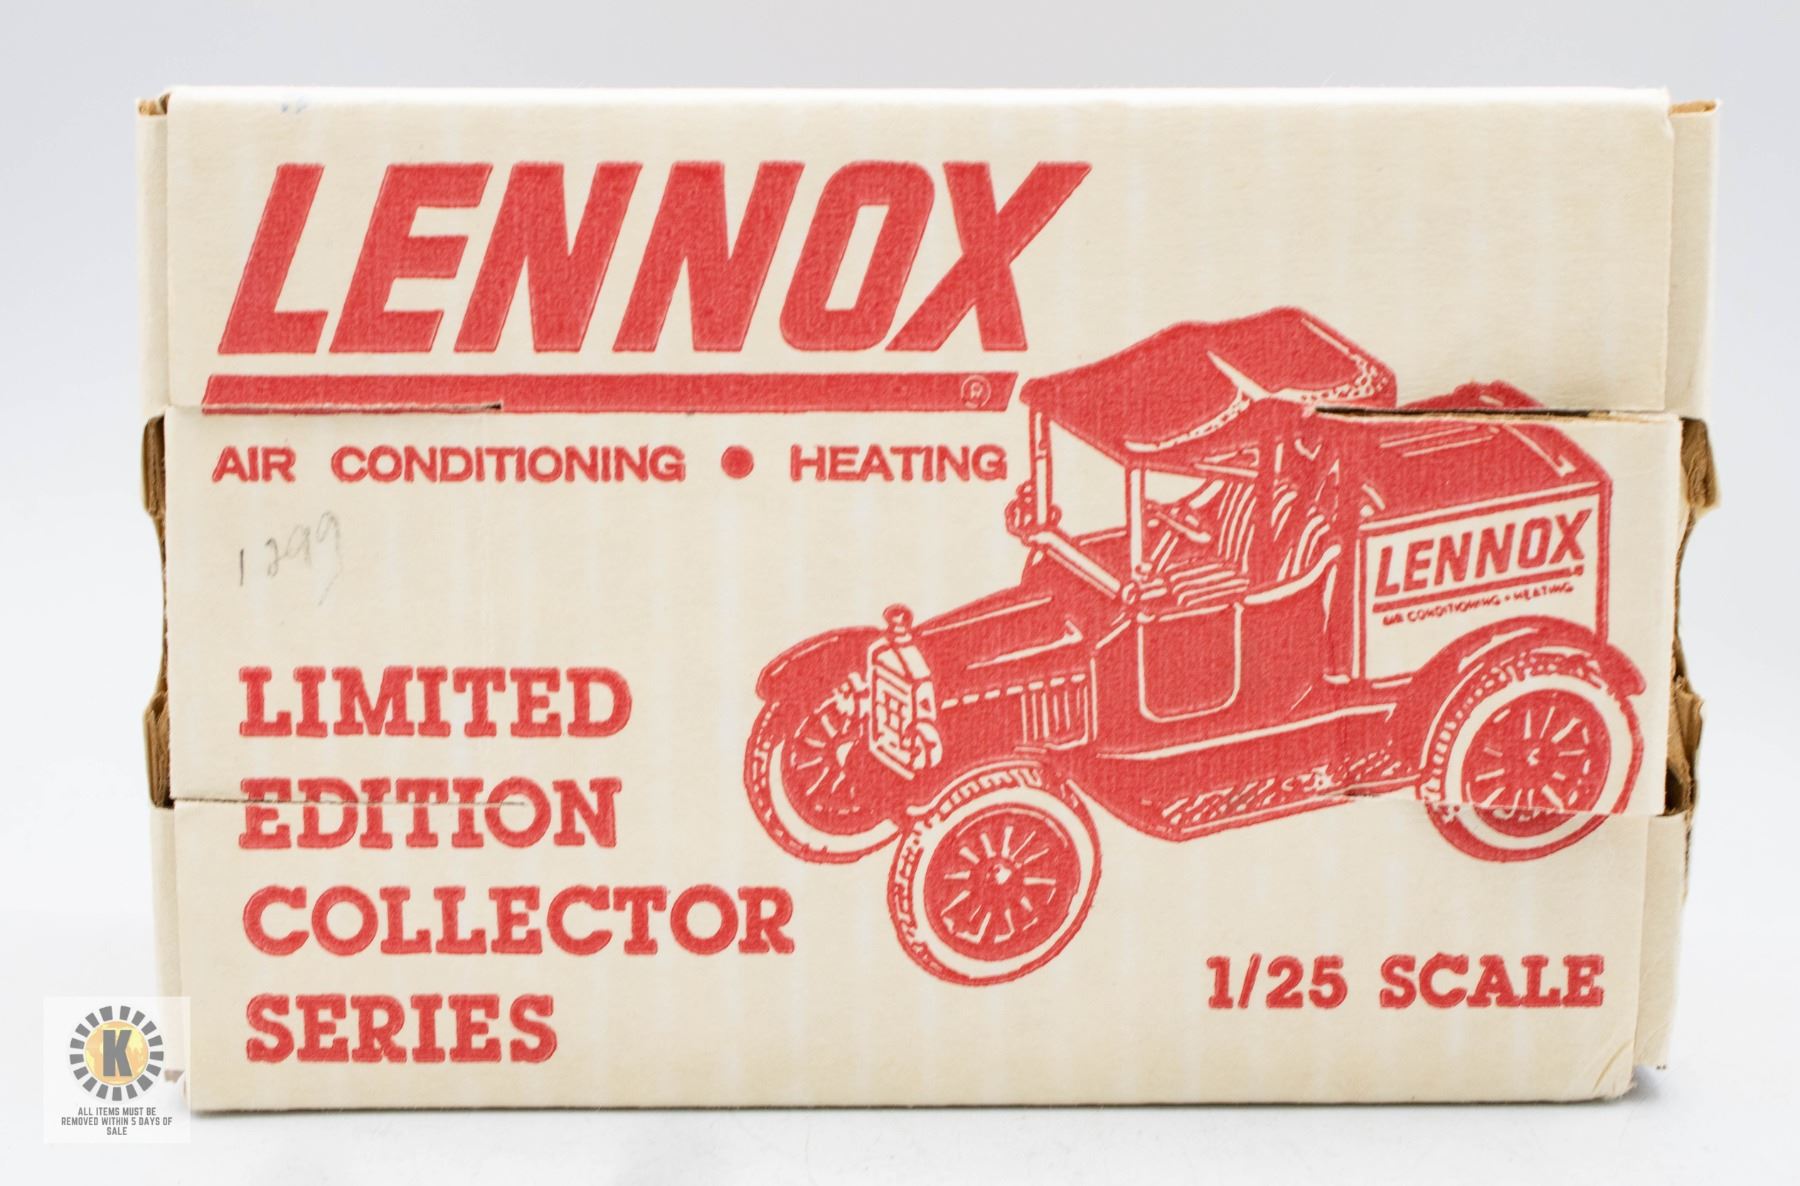 LENNOX
®
AIR CONDITIONING • HEATING
1299
LENNOX
AIR CONDITIONING • HEATING
LIMITED
EDITION
COLLECTOR
SERIES
1/25 SCALE
K
ALL ITEMS MUST BE
REMOVED WITHIN 5 DAYS OF
SALE